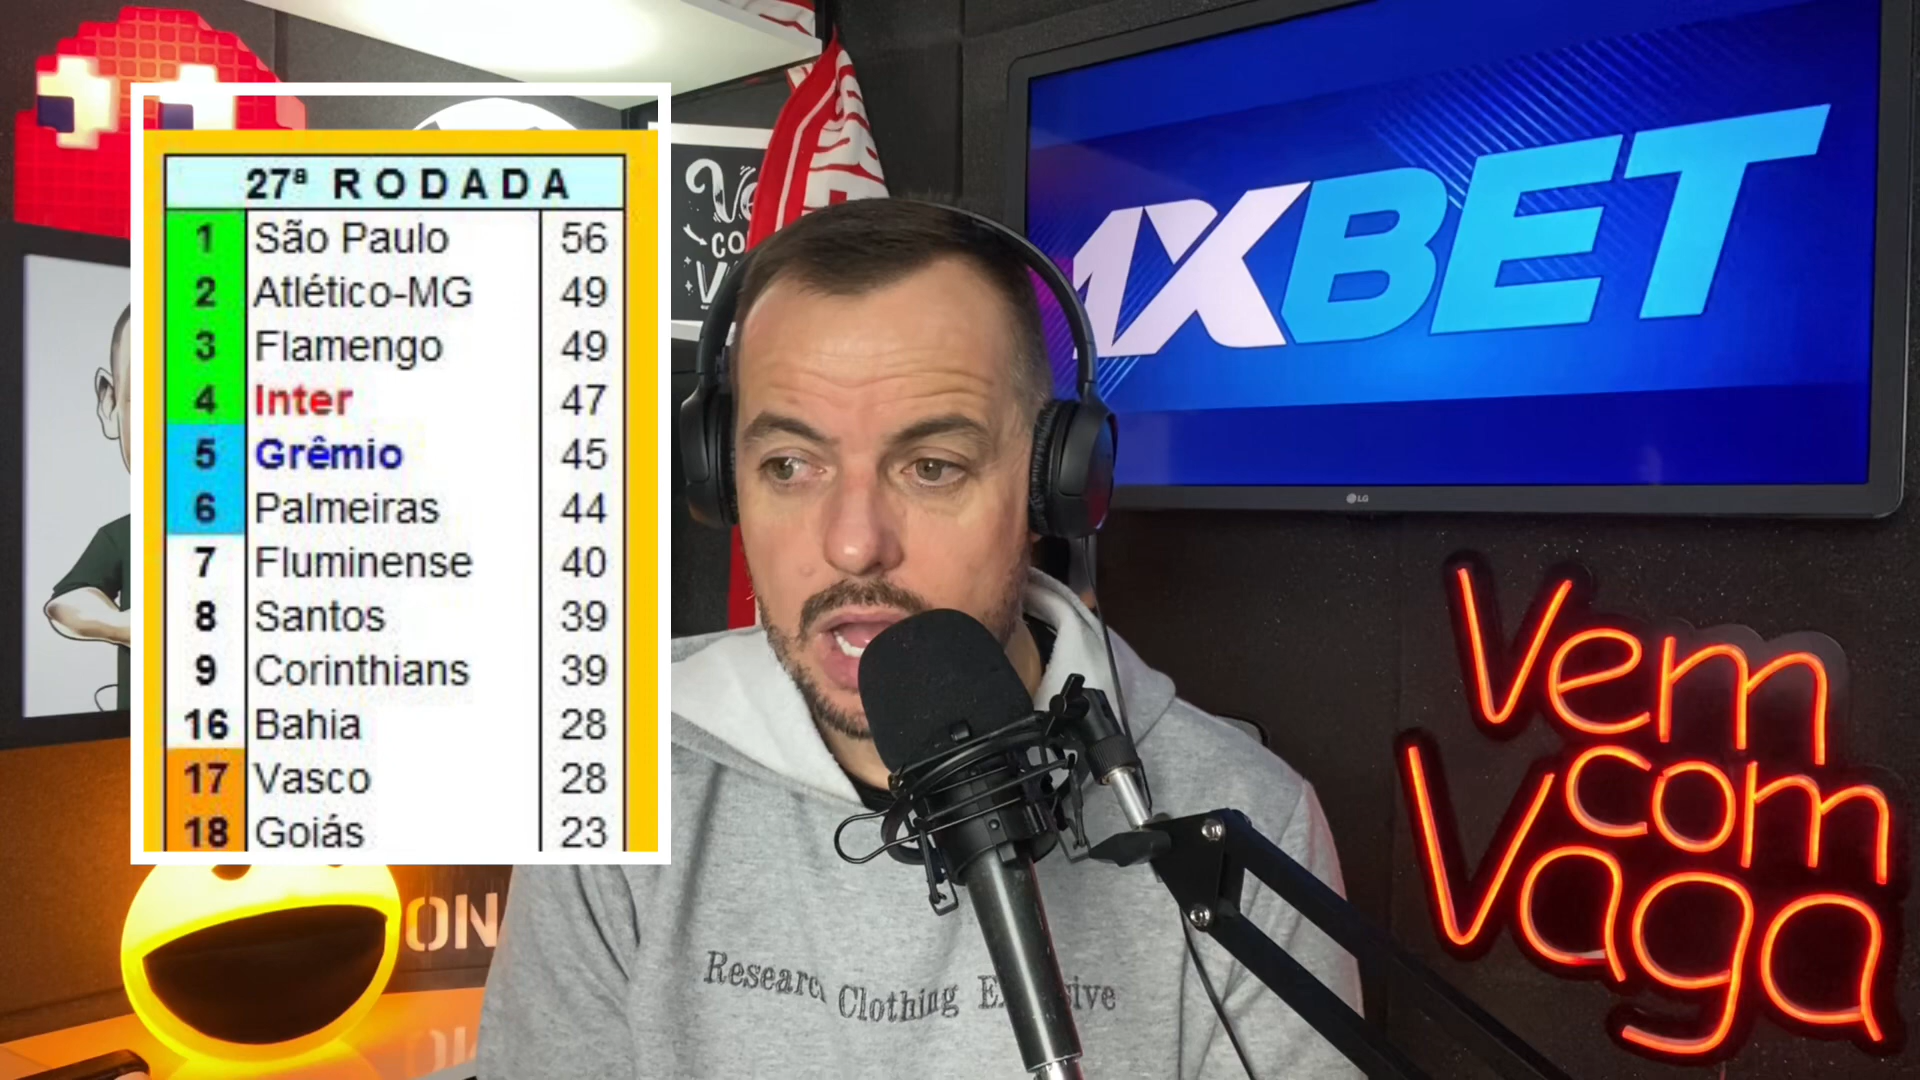 27ª RODADA
1 São Paulo 56
2 Atlético-MG 49
3 Flamengo 49
4 Inter 47
5 Grêmio 45
6 Palmeiras 44
7 Fluminense 40
8 Santos 39
9 Corinthians 39
16 Bahia 28
17 Vasco 28
18 Goiás 23
1XBET
LG
Vem
com
Vaga
ON
Clothing